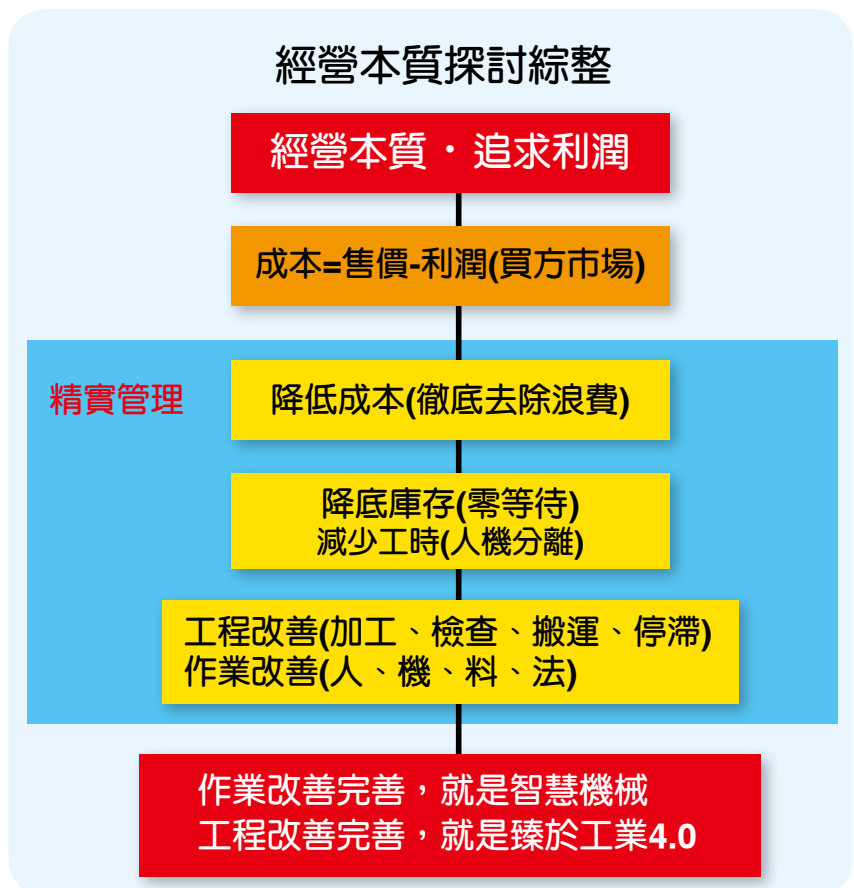 經營本質探討綜整
經營本質・追求利潤
成本=售價-利潤(買方市場)
精實管理
降低成本(徹底去除浪費)
降底庫存(零等待)
減少工時(人機分離)
工程改善(加工、檢查、搬運、停滯)
作業改善(人、機、料、法)
作業改善完善，就是智慧機械
工程改善完善，就是臻於工業4.0